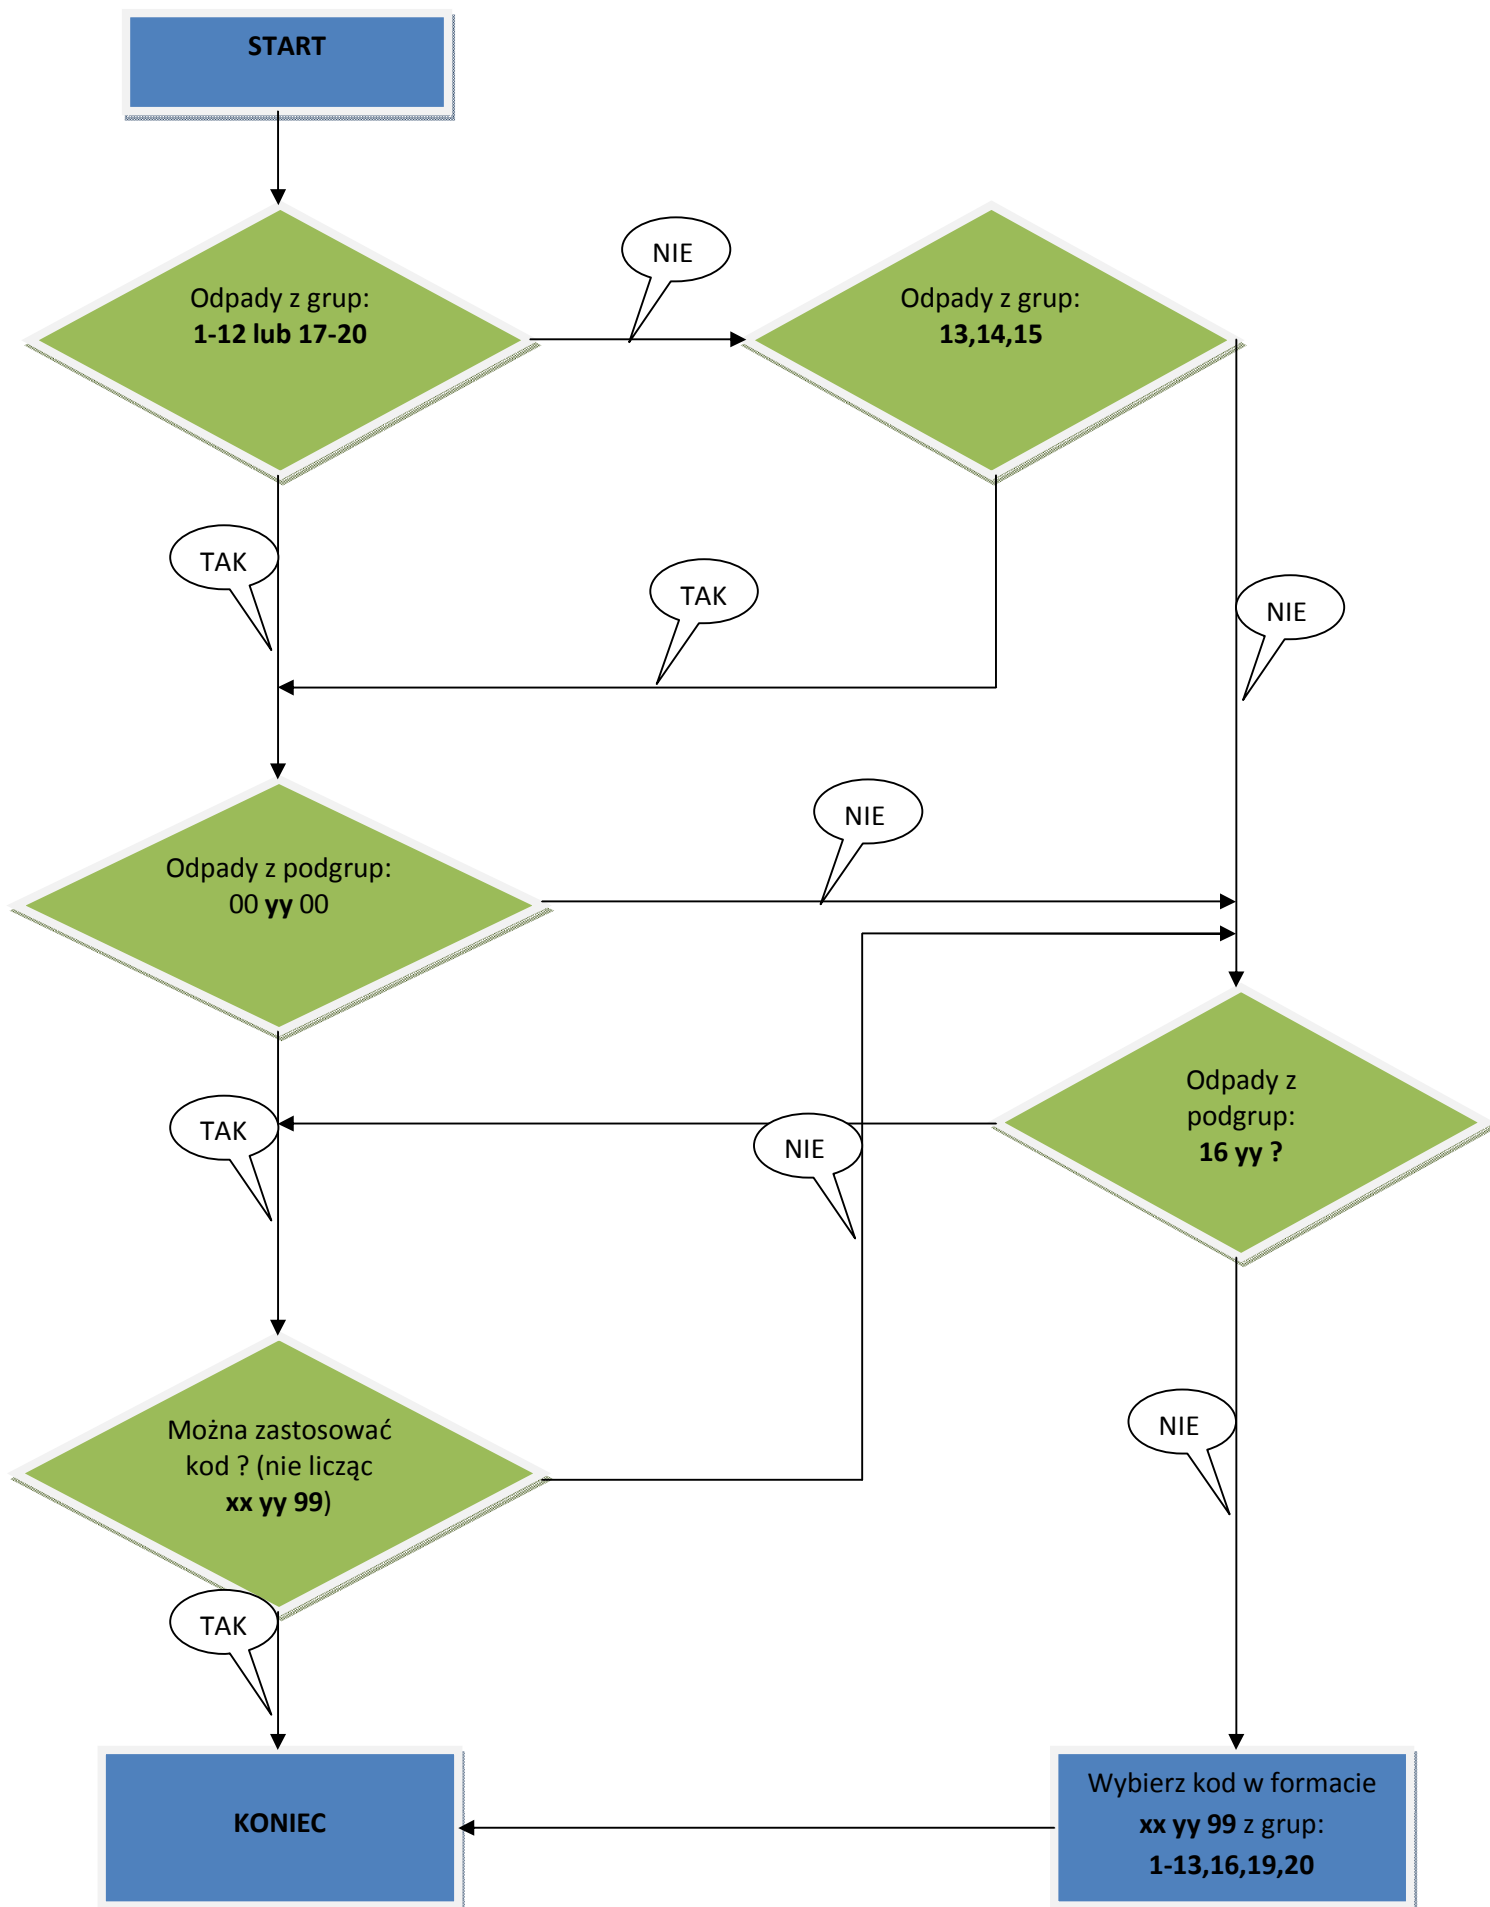 START
NIE
Odpady z grup:
1-12 lub 17-20
Odpady z grup:
13,14,15
TAK
TAK
NIE
NIE
Odpady z podgrup:
00 yy 00
Odpady z
podgrup:
16 yy ?
TAK
NIE
Można zastosować
kod ? (nie licząc
xx yy 99)
NIE
TAK
KONIEC
Wybierz kod w formacie
xx yy 99 z grup:
1-13,16,19,20